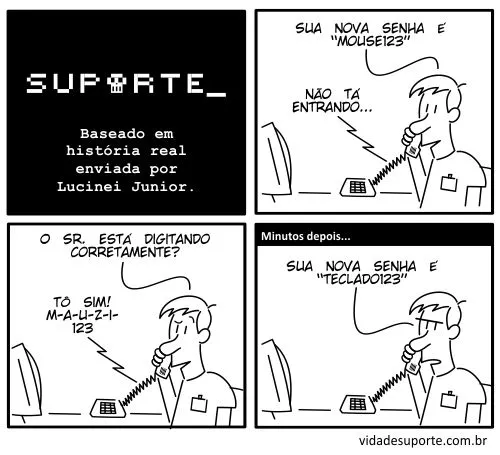 SUPORTE_
Baseado em
história real
enviada por
Lucinei Junior.
SUA NOVA SENHA É
"MOUSE123"
NÃO TÁ
ENTRANDO...
O SR. ESTÁ DIGITANDO
CORRETAMENTE?
TÔ SIM!
M-A-U-Z-I-
123
Minutos depois...
SUA NOVA SENHA É
"TECLADO123"
vidadesuporte.com.br